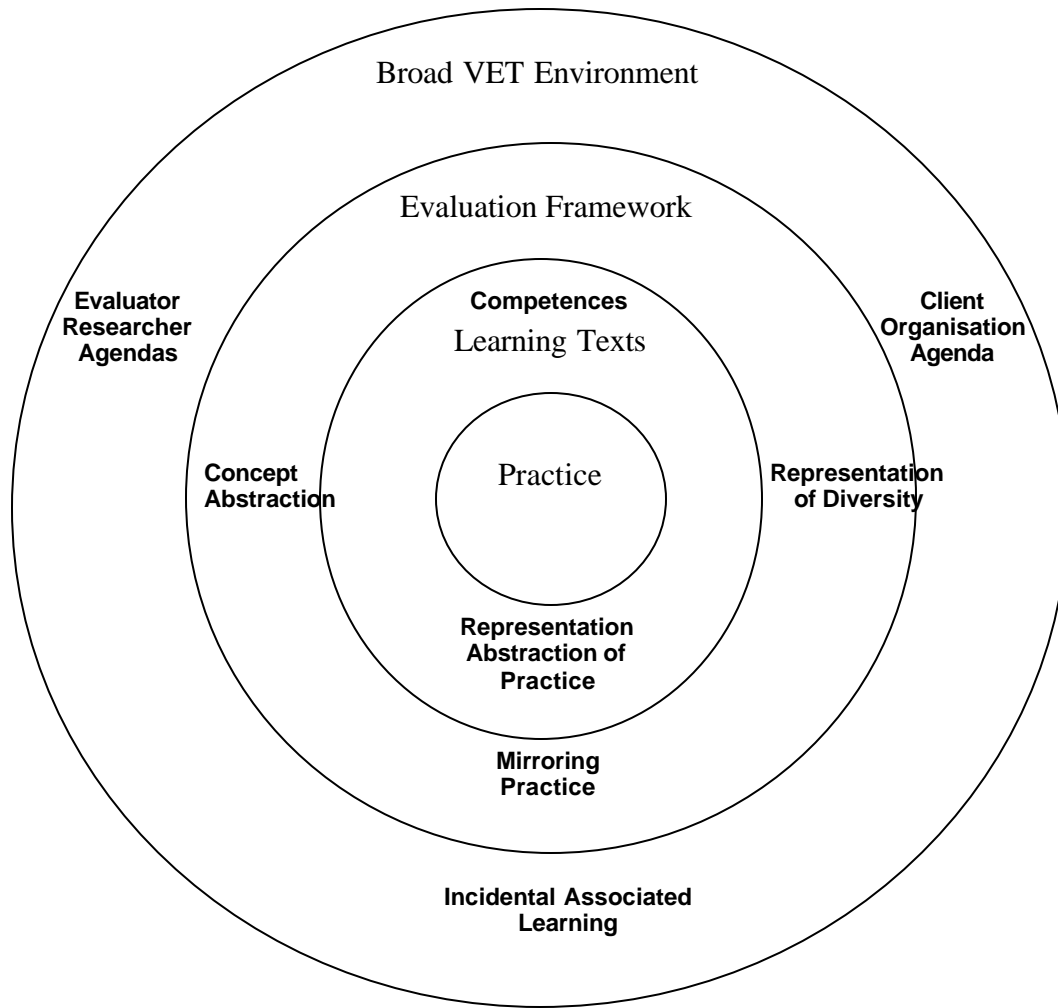 Broad VET Environment
Evaluation Framework
Evaluator
Researcher
Agendas
Competences
Learning Texts
Client
Organisation
Agenda
Concept
Abstraction
Practice
Representation
of Diversity
Representation
Abstraction of
Practice
Mirroring
Practice
Incidental Associated
Learning